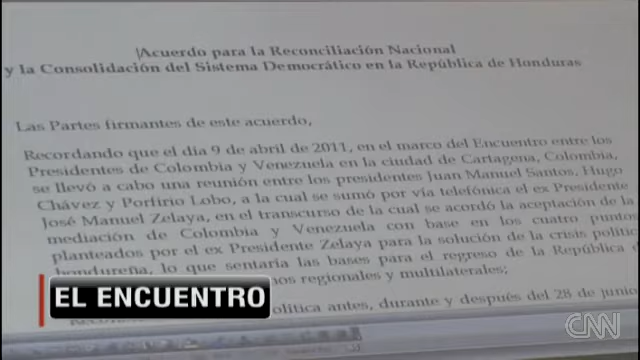 Acuerdo para la Reconciliación Nacional
y la Consolidación del Sistema Democrático en la República de Honduras
Las Partes firmantes de este acuerdo,
Recordando que el día 9 de abril de 2011, en el marco del Encuentro entre los
Presidentes de Colombia y Venezuela en la ciudad de Cartagena, Colombia,
se llevó a cabo una reunión entre los presidentes Juan Manuel Santos, Hugo
Chávez y Porfirio Lobo, a la cual se sumó por vía telefónica el ex Presidente
José Manuel Zelaya, en el transcurso de la cual se acordó la aceptación de la
mediación de Colombia y Venezuela con base en los cuatro puntos
planteados por el ex Presidente Zelaya para la solución de la crisis polític
hondureña, lo que sentaría las bases para el regreso de la República
nos regionales y multilaterales;
olítica antes, durante y después del 28 de junio
EL ENCUENTRO
CNN